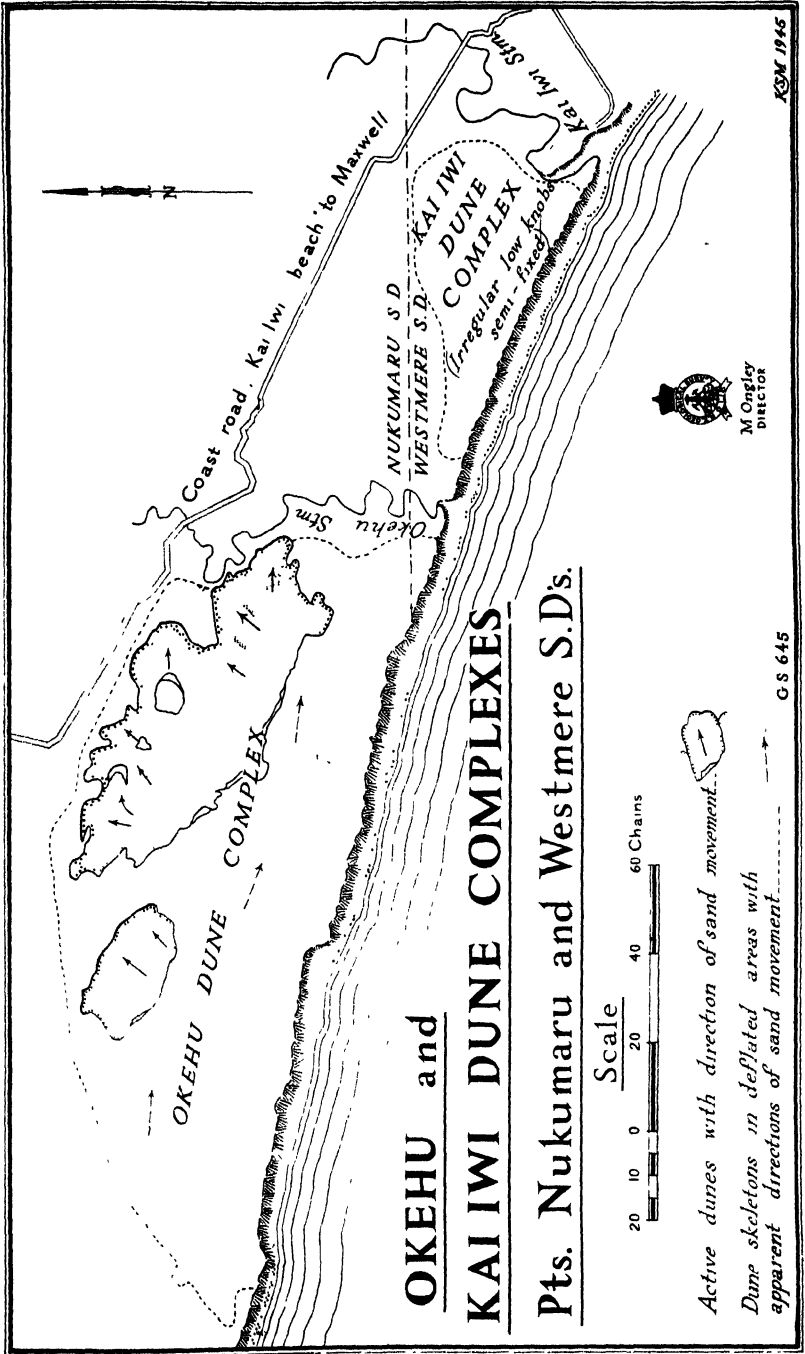 Coast road. Kai Iwi beach to Maxwell
N
Kai Iwi Stm.
KAI IWI
DUNE
COMPLEX
(Irregular low knobs
semi-fixed)
NUKUMARU S D
WESTMERE S.D.
Okehu Stm
OKEHU DUNE COMPLEX
OKEHU and
KAI IWI DUNE COMPLEXES
Pts. Nukumaru and Westmere S.D's.
Scale
20 10 0 20 40 60 Chains
Active dunes with direction of sand movement
Dune skeletons in deflated areas with
apparent directions of sand movement
M Ongley
DIRECTOR
G S 645
KSM 1945